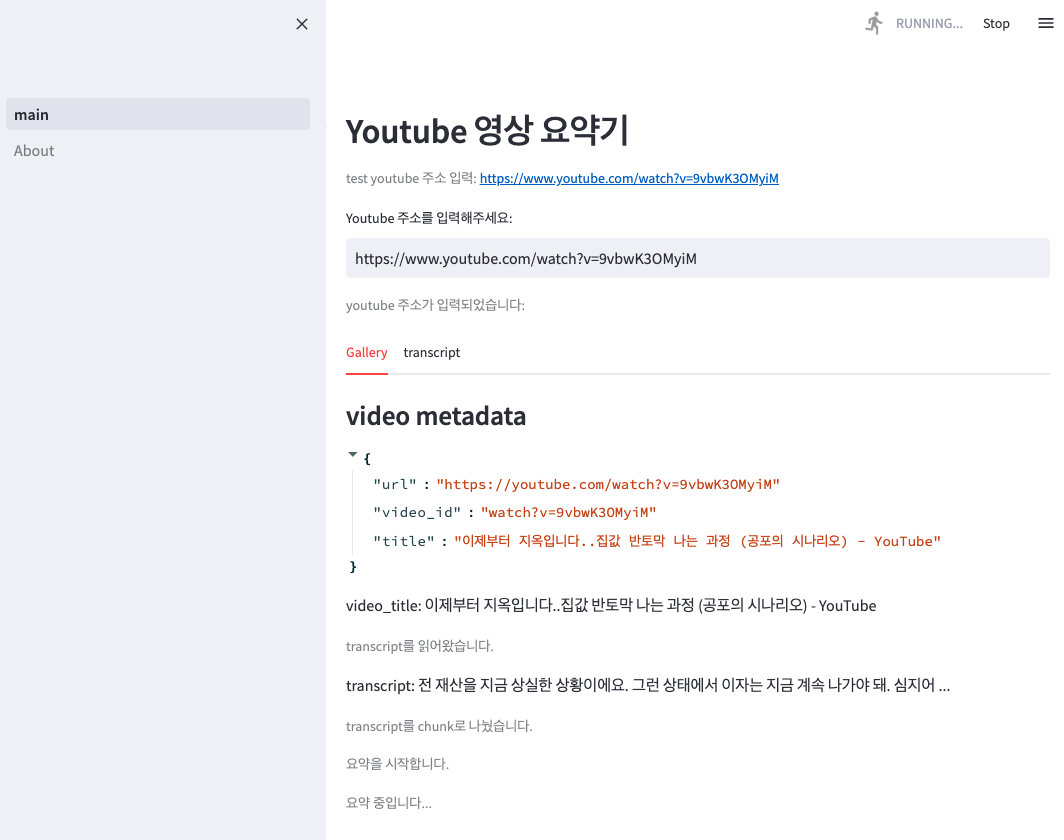 RUNNING...
Stop
main
About
Youtube 영상 요약기
test youtube 주소 입력: https://www.youtube.com/watch?v=9vbwK3OMyiM
Youtube 주소를 입력해주세요:
https://www.youtube.com/watch?v=9vbwK3OMyiM
youtube 주소가 입력되었습니다:
Gallery transcript
video metadata
{
"url" : "https://youtube.com/watch?v=9vbwK3OMyiM"
"video_id" : "watch?v=9vbwK3OMyiM"
"title" : "이제부터 지옥입니다..집값 반토막 나는 과정 (공포의 시나리오) - YouTube"
}
video_title: 이제부터 지옥입니다..집값 반토막 나는 과정 (공포의 시나리오) - YouTube
transcript를 읽어왔습니다.
transcript: 전 재산을 지금 상실한 상황이에요. 그런 상태에서 이자는 지금 계속 나가야 돼. 심지어 ...
transcript를 chunk로 나눴습니다.
요약을 시작합니다.
요약 중입니다...